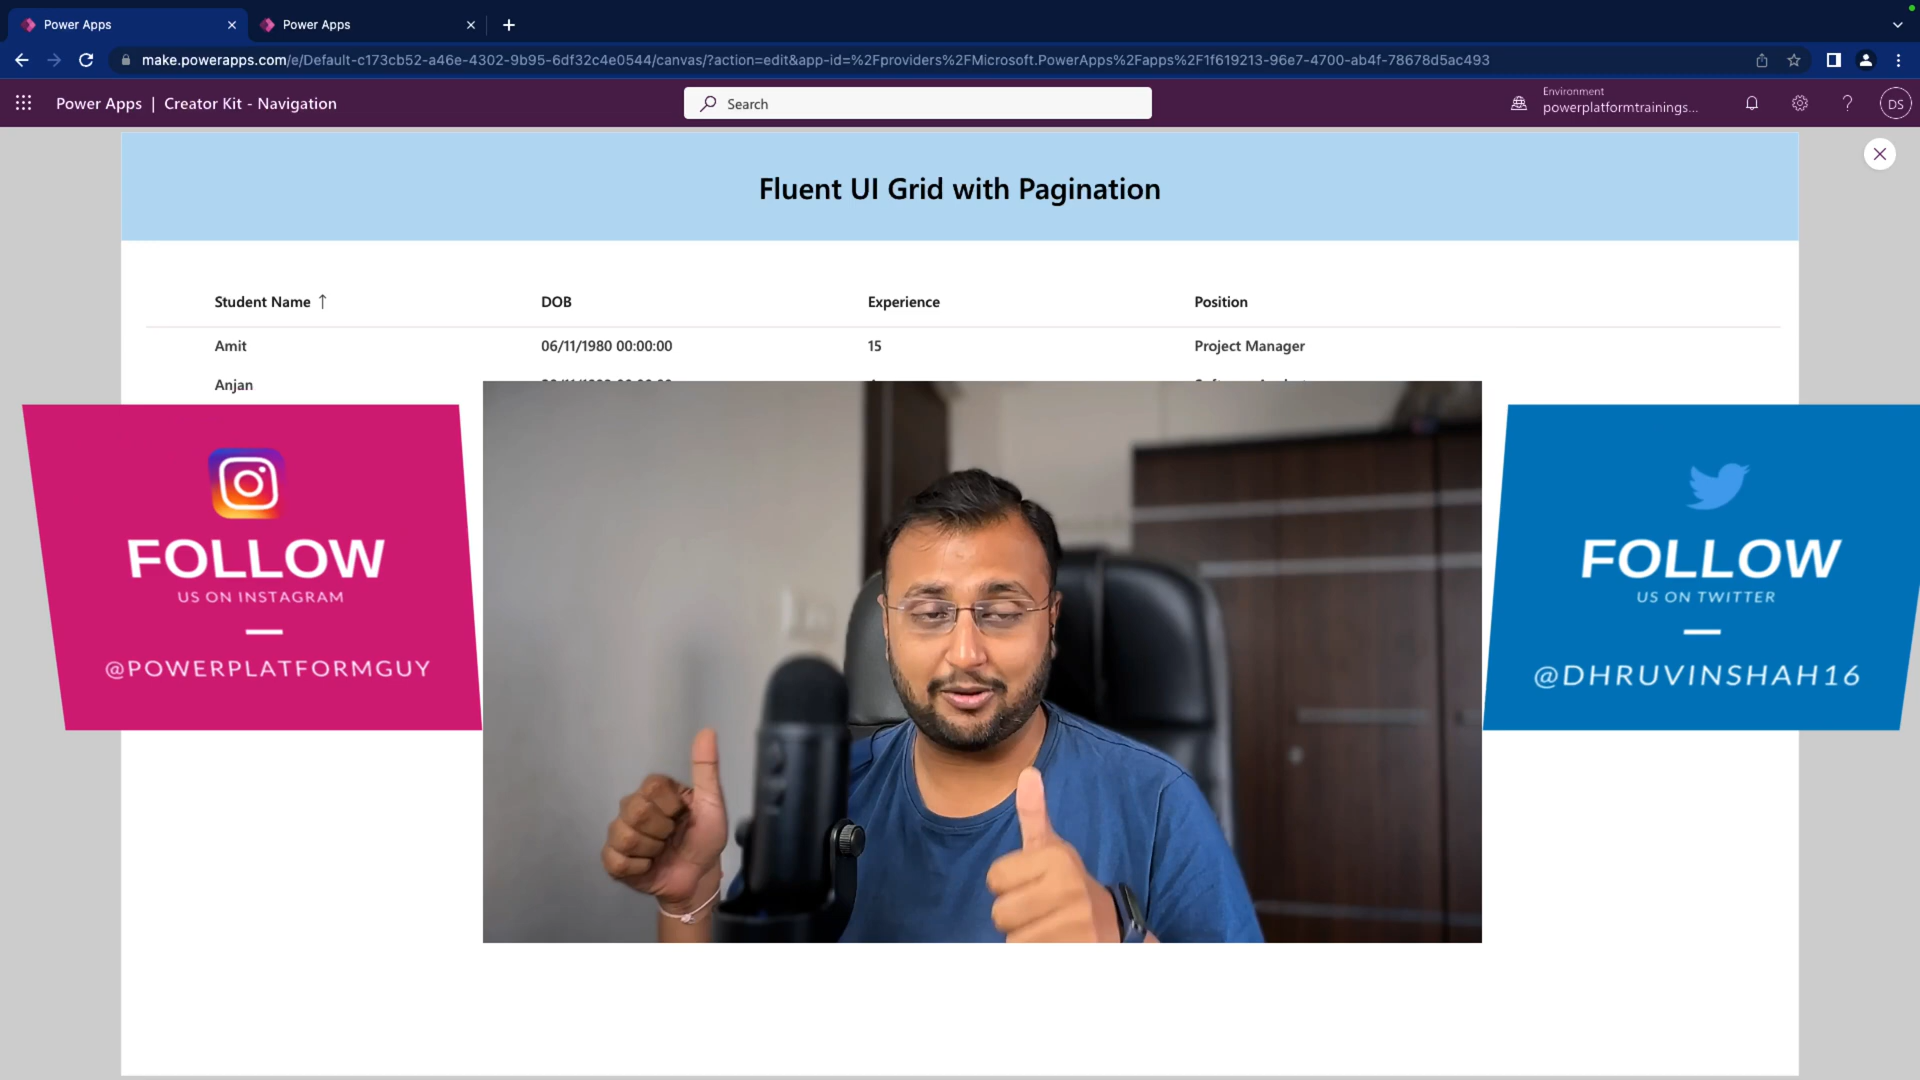 Power Apps
Power Apps
make.powerapps.com/e/Default-c173cb52-a46e-4302-9b95-6df32c4e0544/canvas/?action=edit&app-id=%2Fproviders%2FMicrosoft.PowerApps%2Fapps%2F1f619213-96e7-4700-ab4f-78678d5ac493
Power Apps | Creator Kit - Navigation
Search
Environment
powerplatformtrainings...
DS
Fluent UI Grid with Pagination
Student Name ↑ DOB Experience Position
Amit 06/11/1980 00:00:00 15 Project Manager
Anjan
FOLLOW
US ON INSTAGRAM
@POWERPLATFORMGUY
FOLLOW
US ON TWITTER
@DHRUVINSHAH16